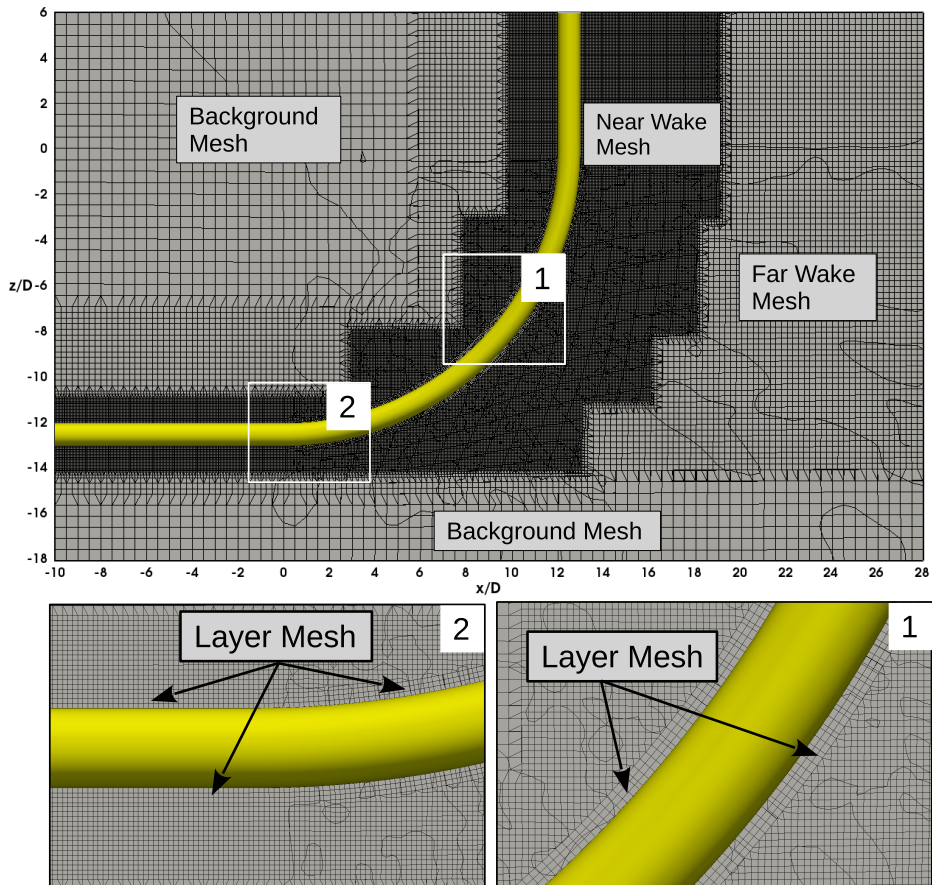 6
4
2
0
-2
-4
-6
-8
-10
-12
-14
-16
-18
z/D
Background
Mesh
Near Wake
Mesh
Far Wake
Mesh
1
2
Background Mesh
-10 -8 -6 -4 -2 0 2 4 6 8 10 12 14 16 18 20 22 24 26 28
x/D
Layer Mesh
2
Layer Mesh
1